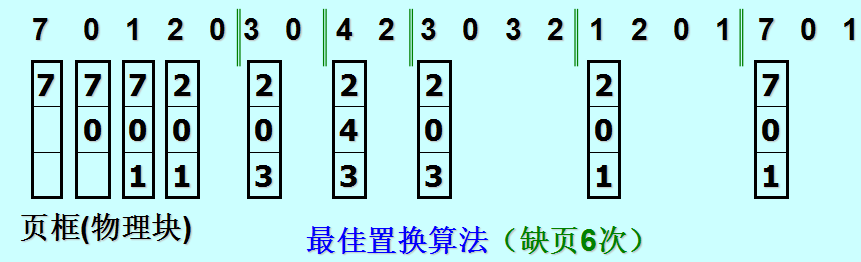 7 0 1 2 0 3 0 4 2 3 0 3 2 1 2 0 1 7 0 1
7 7 7 2 2 2 2 2 7
0 0 0 0 4 0 0 0
1 1 3 3 3 1 1
页框(物理块)
最佳置换算法（缺页6次）